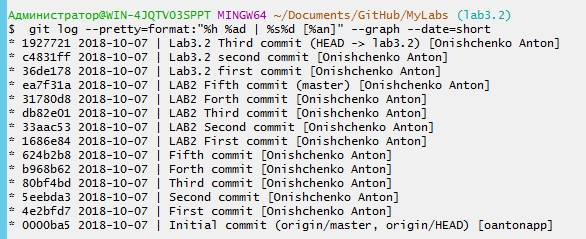 Администратор@WIN-4JQTVO3SPPT MINGW64 ~/Documents/GitHub/MyLabs (lab3.2)
$  git log --pretty=format:"%h %ad | %s%d [%an]" --graph --date=short
* 1927721 2018-10-07 | Lab3.2 Third commit (HEAD -> lab3.2) [Onishchenko Anton]
* c4831ff 2018-10-07 | Lab3.2 second commit [Onishchenko Anton]
* 36de178 2018-10-07 | Lab3.2 first commit [Onishchenko Anton]
* ea7f31a 2018-10-07 | LAB2 Fifth commit (master) [Onishchenko Anton]
* 31780d8 2018-10-07 | LAB2 Forth commit [Onishchenko Anton]
* db82e01 2018-10-07 | LAB2 Third commit [Onishchenko Anton]
* 33aac53 2018-10-07 | LAB2 Second commit [Onishchenko Anton]
* 1686e84 2018-10-07 | LAB2 First commit [Onishchenko Anton]
* 624b2b8 2018-10-07 | Fifth commit [Onishchenko Anton]
* b968b62 2018-10-07 | Forth commit [Onishchenko Anton]
* 80bf4bd 2018-10-07 | Third commit [Onishchenko Anton]
* 5eebda3 2018-10-07 | Second commit [Onishchenko Anton]
* 4e2bfd7 2018-10-07 | First commit [Onishchenko Anton]
* 0000ba5 2018-10-07 | Initial commit (origin/master, origin/HEAD) [oantonapp]